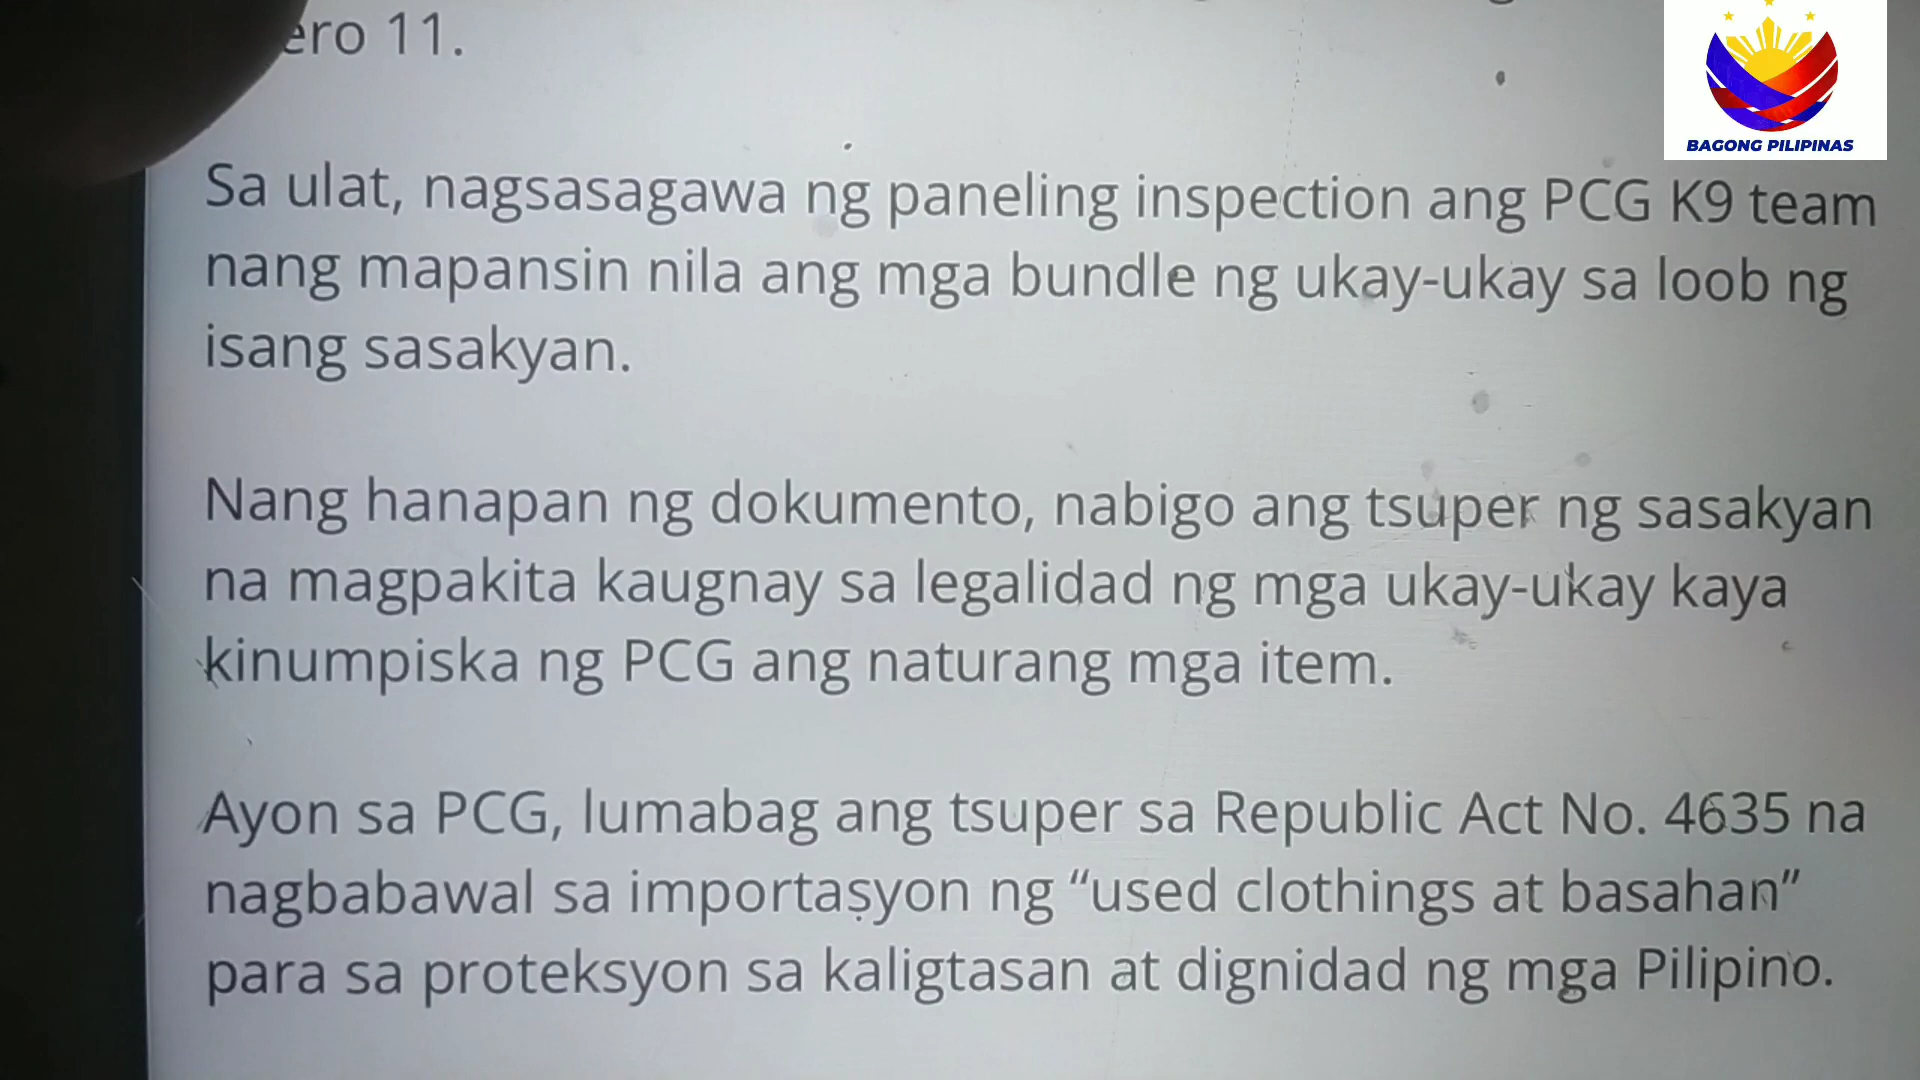 11.
BAGONG PILIPINAS
Sa ulat, nagsasagawa ng paneling inspection ang PCG K9 team
nang mapansin nila ang mga bundle ng ukay-ukay sa loob ng
isang sasakyan.
Nang hanapan ng dokumento, nabigo ang tsuper ng sasakyan
na magpakita kaugnay sa legalidad ng mga ukay-ukay kaya
kinumpiska ng PCG ang naturang mga item.
Ayon sa PCG, lumabag ang tsuper sa Republic Act No. 4635 na
nagbabawal sa importasyon ng “used clothings at basahan”
para sa proteksyon sa kaligtasan at dignidad ng mga Pilipino.